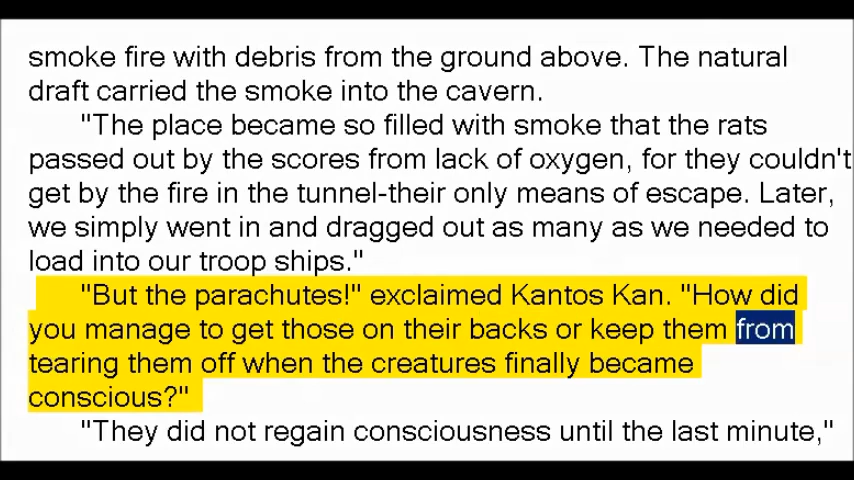 smoke fire with debris from the ground above. The natural
draft carried the smoke into the cavern.
"The place became so filled with smoke that the rats
passed out by the scores from lack of oxygen, for they couldn't
get by the fire in the tunnel-their only means of escape. Later,
we simply went in and dragged out as many as we needed to
load into our troop ships."
"But the parachutes!" exclaimed Kantos Kan. "How did
you manage to get those on their backs or keep them from
tearing them off when the creatures finally became
conscious?"
"They did not regain consciousness until the last minute,"